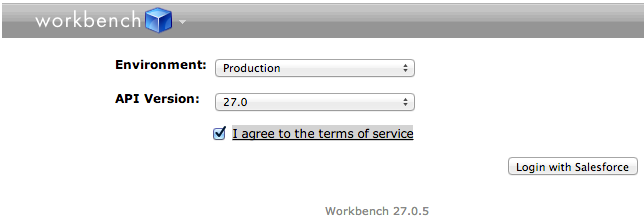 workbench
Environment: Production
API Version: 27.0
I agree to the terms of service
Login with Salesforce
Workbench 27.0.5